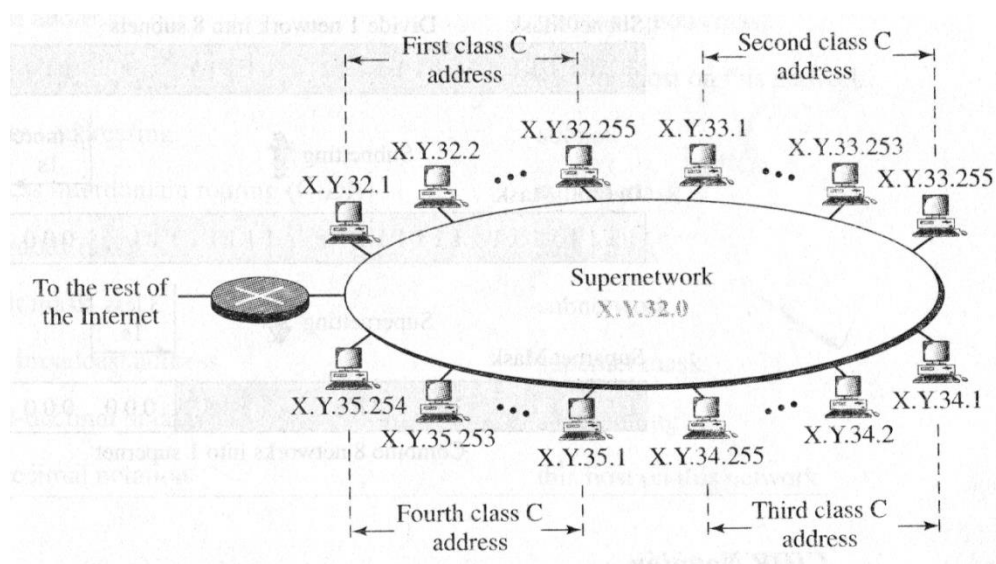 First class C
address
Second class C
address
X.Y.32.255
X.Y.33.1
X.Y.32.2
X.Y.33.253
X.Y.32.1
X.Y.33.255
To the rest of
the Internet
Supernetwork
X.Y.32.0
X.Y.35.254
X.Y.35.253
X.Y.35.1
X.Y.34.255
X.Y.34.2
X.Y.34.1
Fourth class C
address
Third class C
address